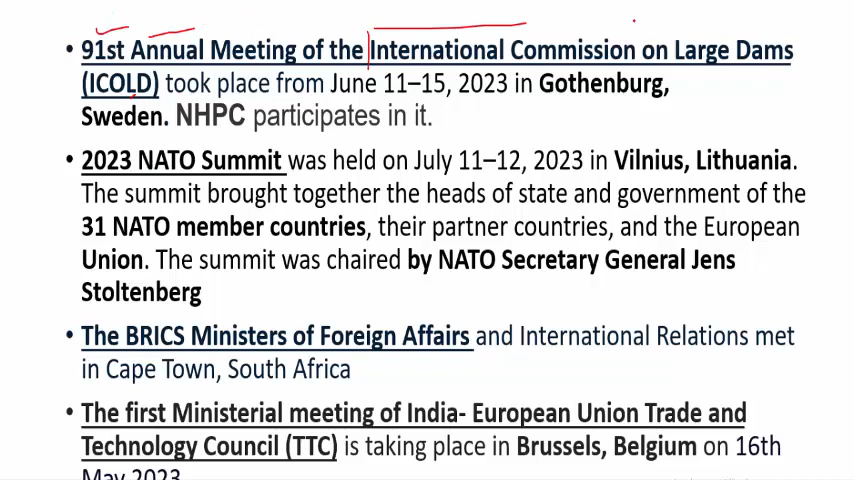 • 91st Annual Meeting of the International Commission on Large Dams
(ICOLD) took place from June 11–15, 2023 in Gothenburg,
Sweden. NHPC participates in it.
• 2023 NATO Summit was held on July 11–12, 2023 in Vilnius, Lithuania.
The summit brought together the heads of state and government of the
31 NATO member countries, their partner countries, and the European
Union. The summit was chaired by NATO Secretary General Jens
Stoltenberg
• The BRICS Ministers of Foreign Affairs and International Relations met
in Cape Town, South Africa
• The first Ministerial meeting of India- European Union Trade and
Technology Council (TTC) is taking place in Brussels, Belgium on 16th
May 2023